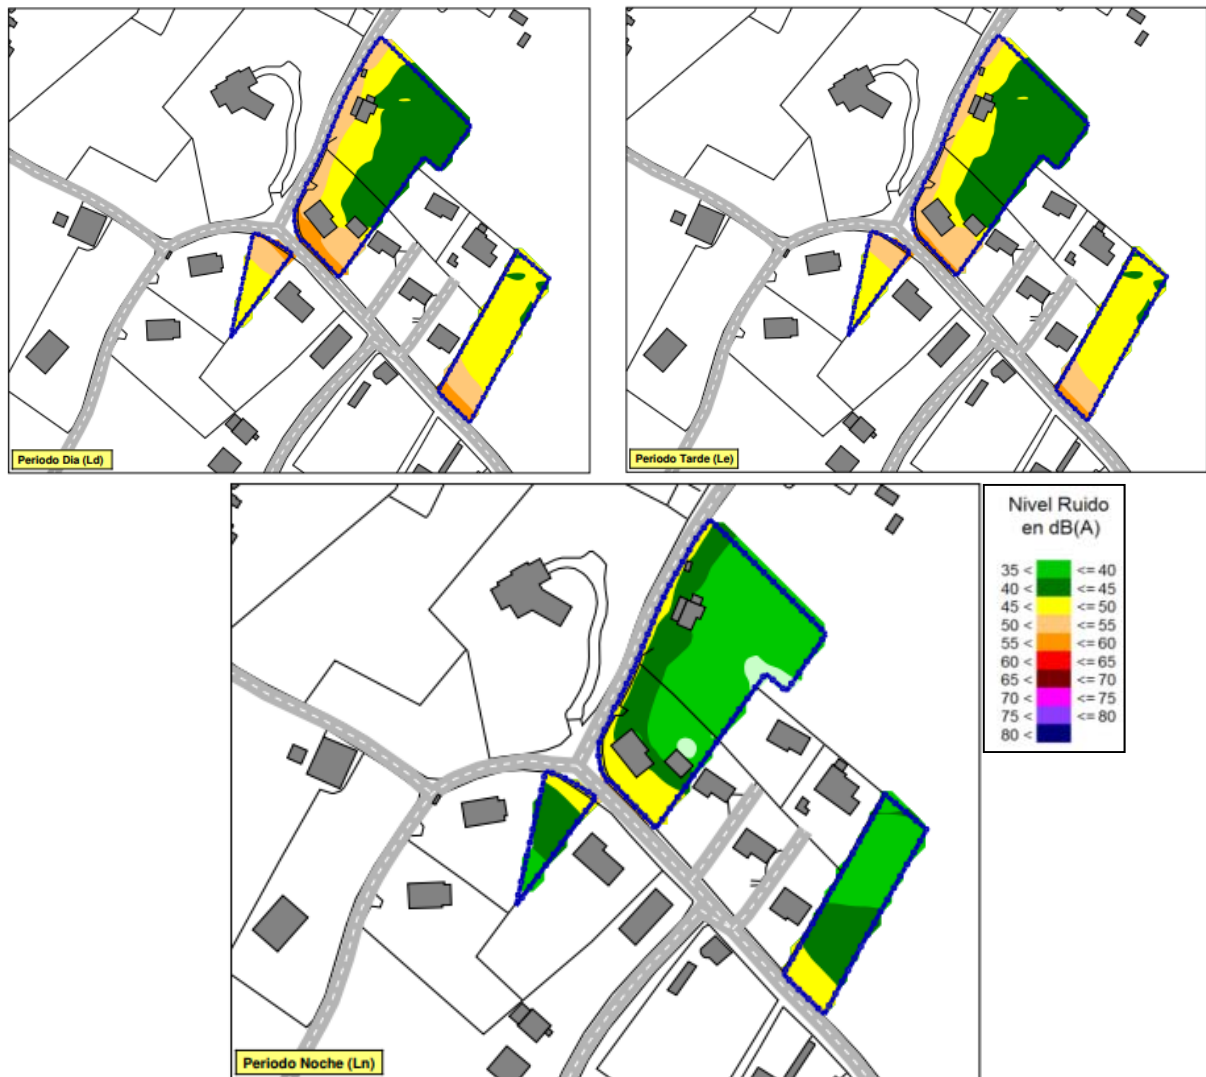 Periodo Dia (Ld)
Periodo Tarde (Le)
Nivel Ruido
en dB(A)
35 < <= 40
40 < <= 45
45 < <= 50
50 < <= 55
55 < <= 60
60 < <= 65
65 < <= 70
70 < <= 75
75 < <= 80
80 <
Periodo Noche (Ln)